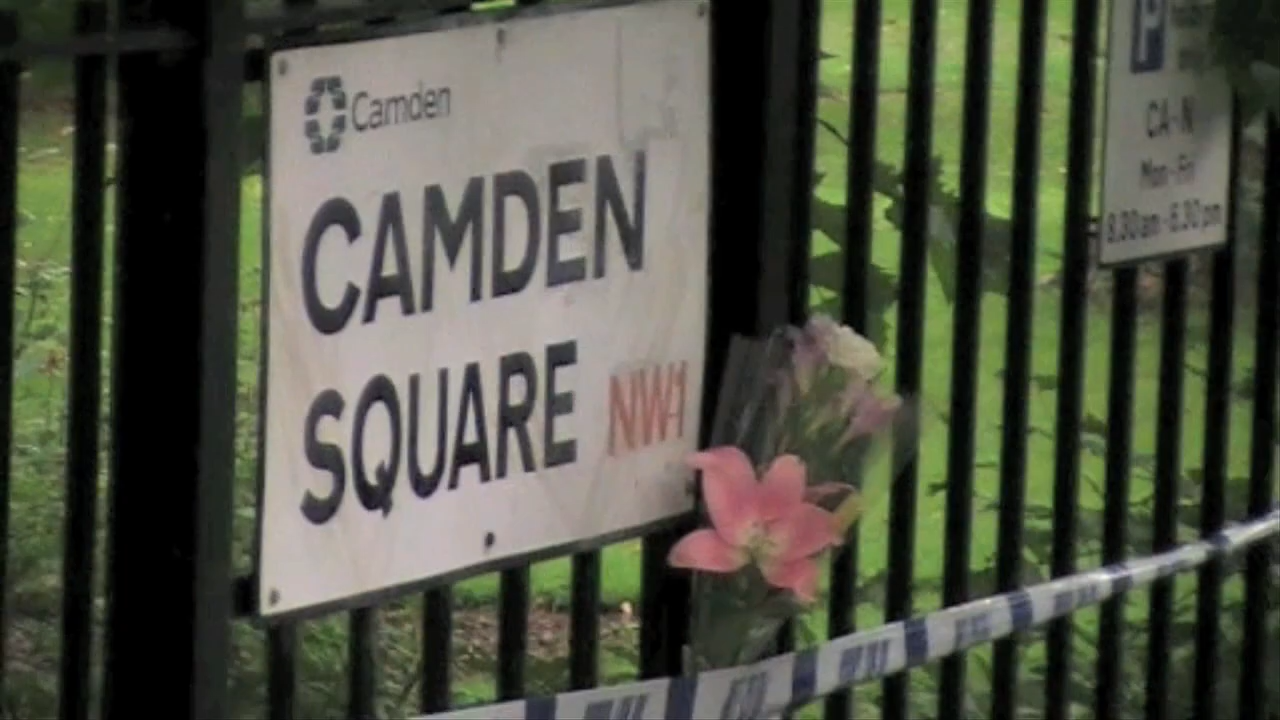 Camden
CAMDEN
SQUARE NW1
P
CA-N
Mon-Fri
8.30am-6.30pm